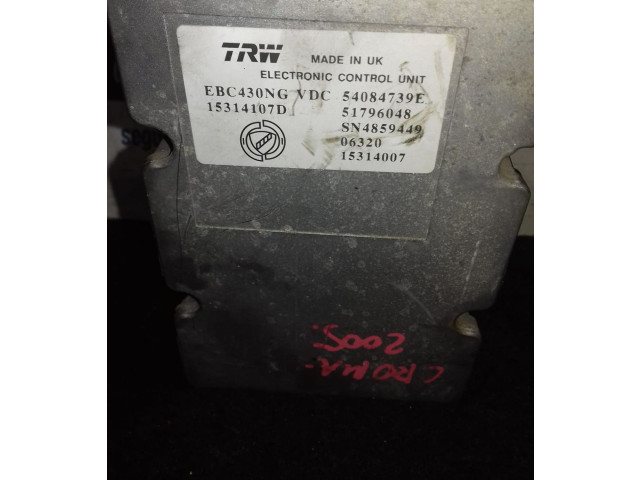 TRW MADE IN UK
ELECTRONIC CONTROL UNIT
EBC430NG VDC 54084739E
15314107D 51796048
SN4859449
06320
15314007
CROMA-
2005-